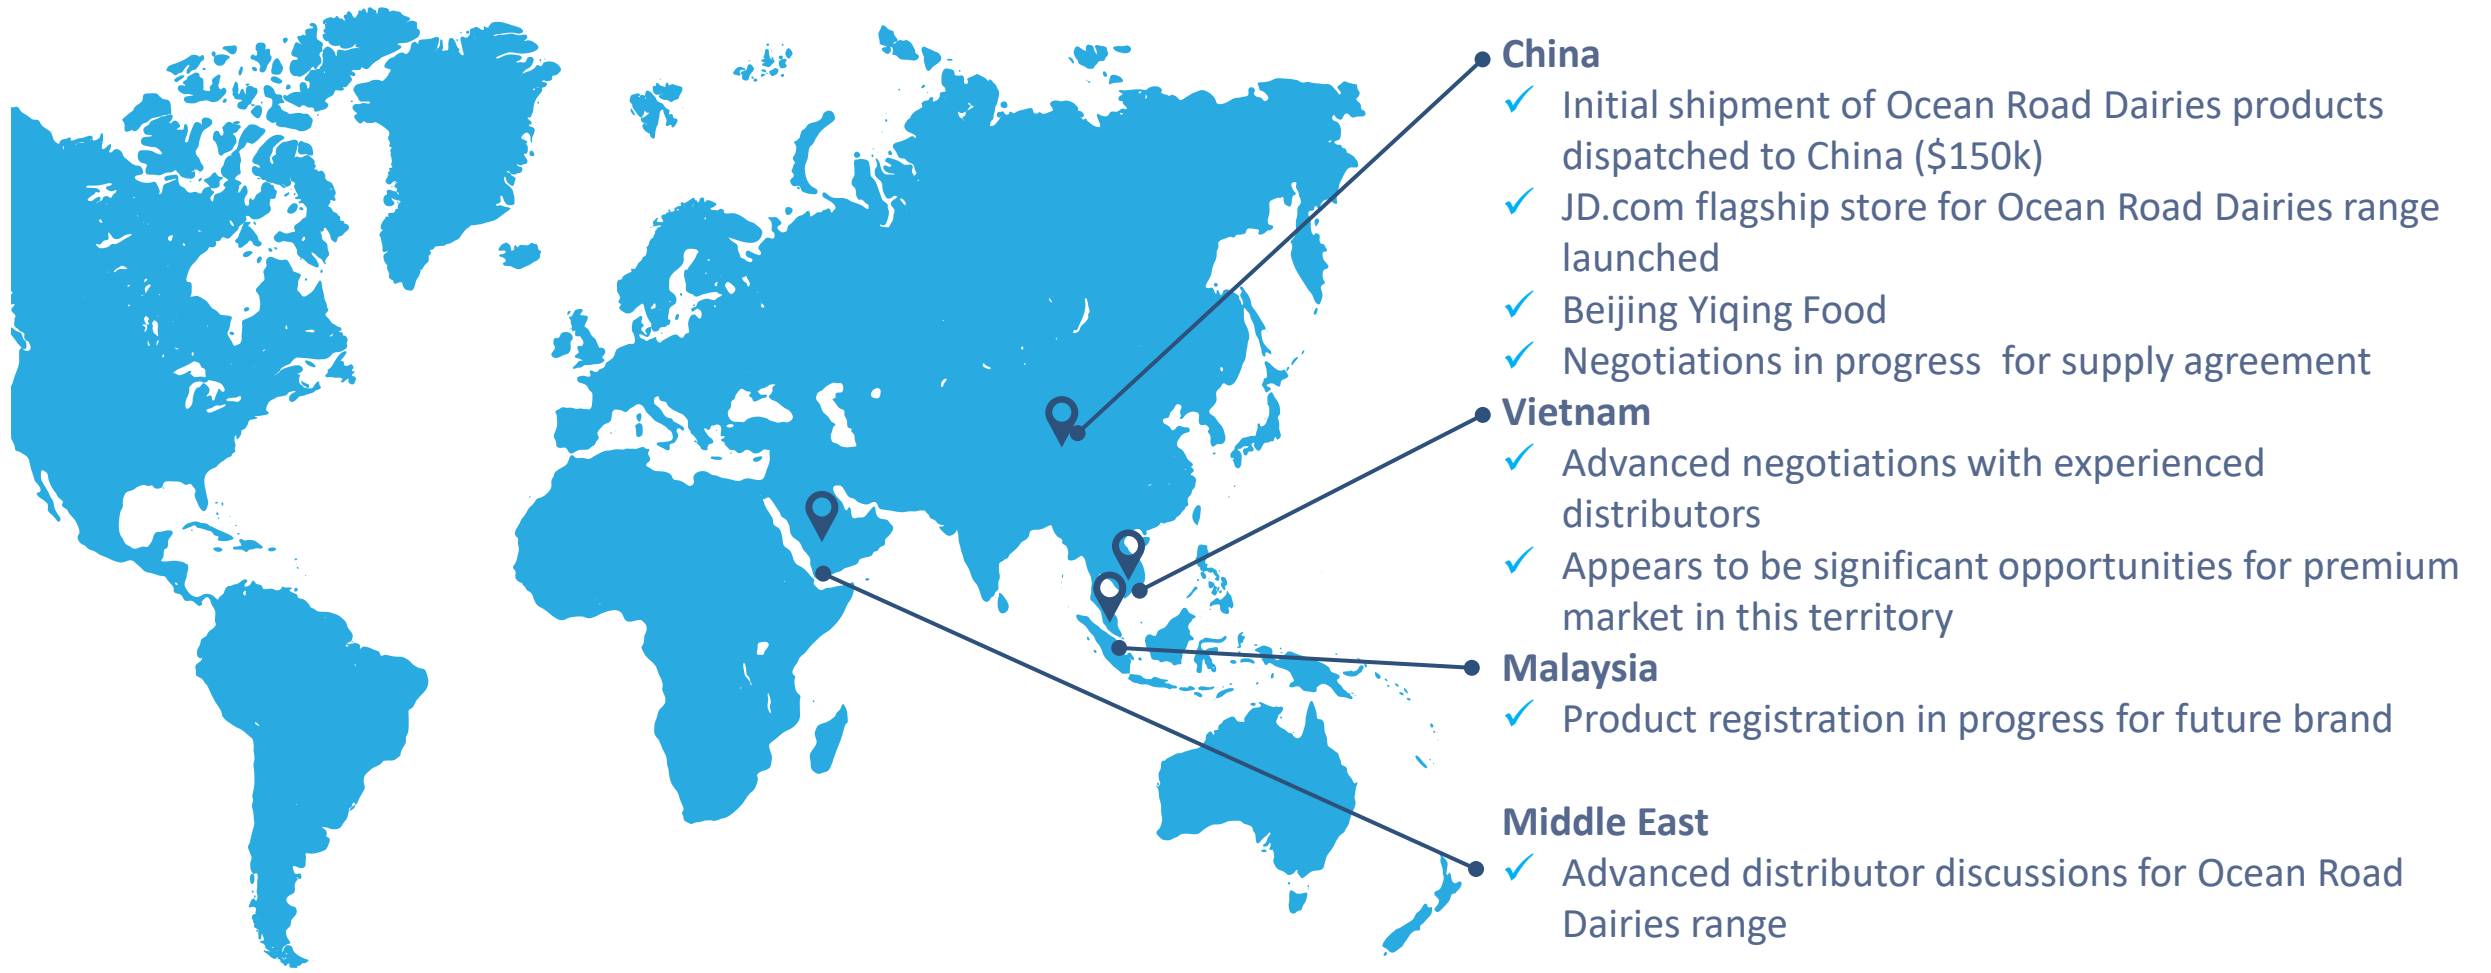 China
✓ Initial shipment of Ocean Road Dairies products
dispatched to China ($150k)
✓ JD.com flagship store for Ocean Road Dairies range
launched
✓ Beijing Yiqing Food
✓ Negotiations in progress  for supply agreement
Vietnam
✓ Advanced negotiations with experienced
distributors
✓ Appears to be significant opportunities for premium
market in this territory
Malaysia
✓ Product registration in progress for future brand
Middle East
✓ Advanced distributor discussions for Ocean Road
Dairies range